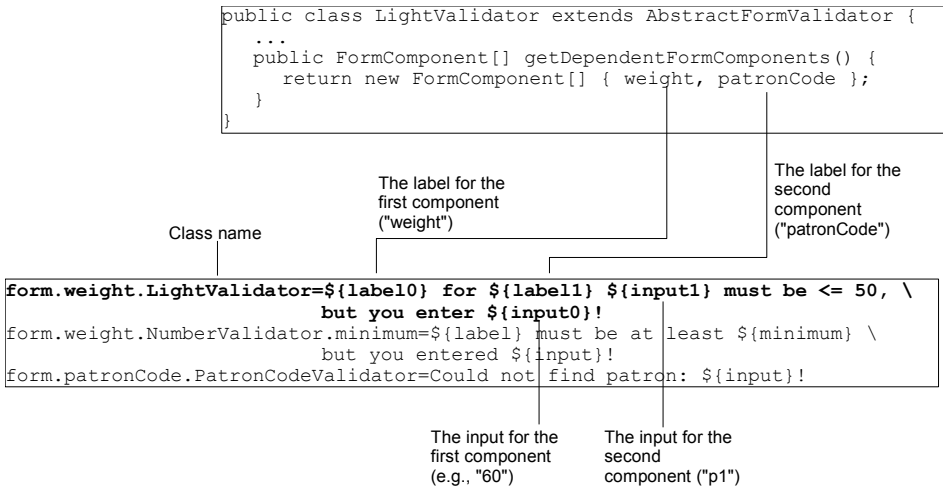 public class LightValidator extends AbstractFormValidator {
...
public FormComponent[] getDependentFormComponents() {
return new FormComponent[] { weight, patronCode };
}
}
The label for the
first component
("weight")
The label for the
second
component
("patronCode")
Class name
form.weight.LightValidator=${label0} for ${label1} ${input1} must be <= 50, \
but you enter ${input0}!
form.weight.NumberValidator.minimum=${label} must be at least ${minimum} \
but you entered ${input}!
form.patronCode.PatronCodeValidator=Could not find patron: ${input}!
The input for the
first component
(e.g., "60")
The input for the
second
component ("p1")